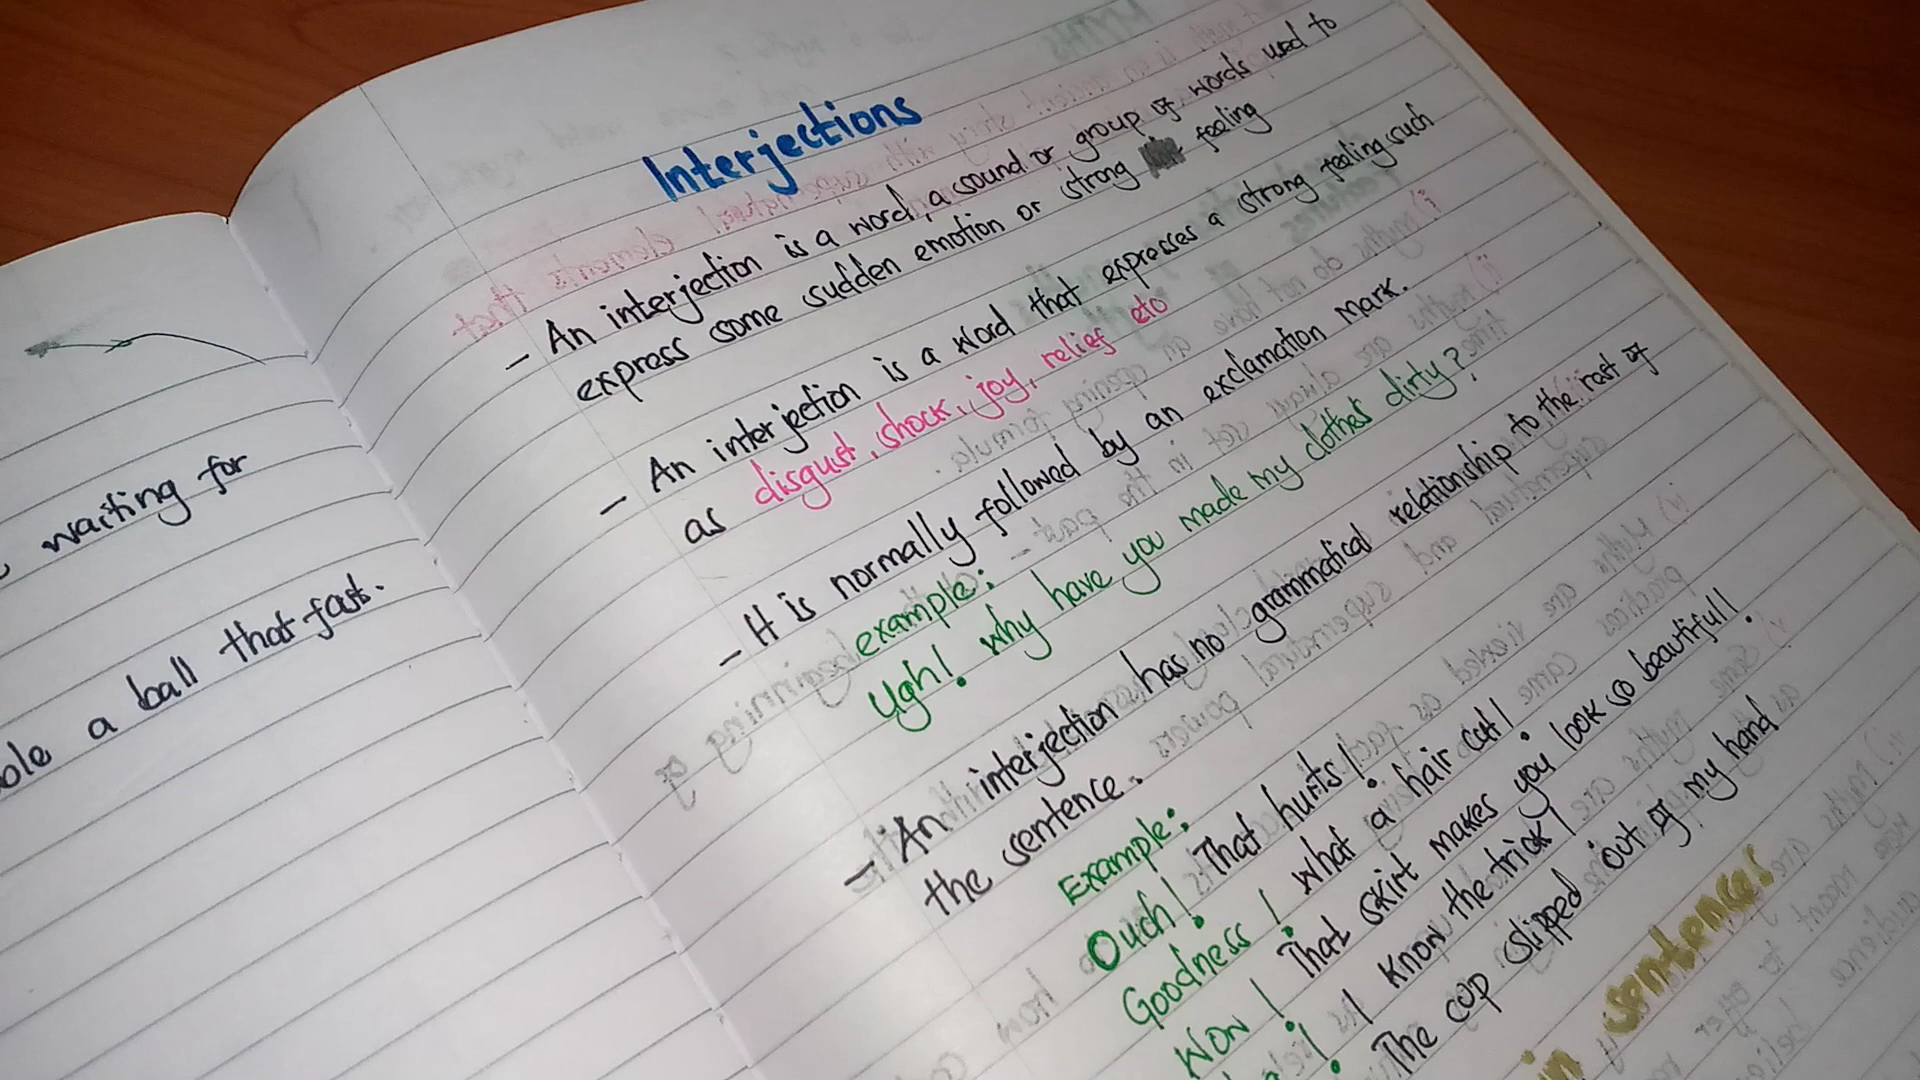 waiting for
a ball that fast.
Interjections
- An interjection is a word, a sound or group of words used to
express some sudden emotion or strong feeling
- An interjection is a word that expresses a strong feeling such
as disgust, shock, joy, relief etc
- It is normally followed by an exclamation mark.
example:
Ugh! why have you made my clothes dirty?
- An interjection has no grammatical relationship to the rest of
the sentence.
Example:
Ouch! That hurts!
Goodness! what a hair cut!
Wow! That skirt makes you look so beautiful!
! I know the trick!
The cup slipped out of my hand
in sentences